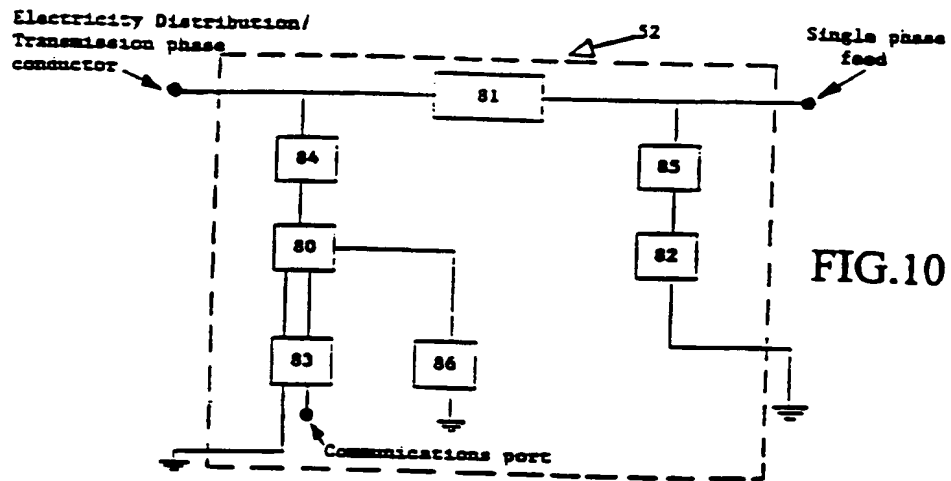 Electricity Distribution/
Transmission phase
conductor
52
Single phase
feed
81
84
85
80
82
FIG.10
83
86
Communications port